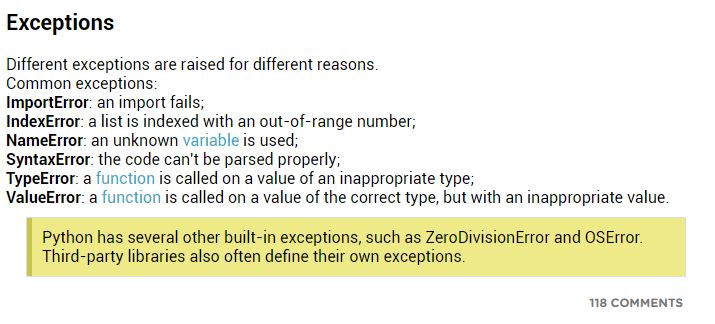 Exceptions
Different exceptions are raised for different reasons.
Common exceptions:
ImportError: an import fails;
IndexError: a list is indexed with an out-of-range number;
NameError: an unknown variable is used;
SyntaxError: the code can't be parsed properly;
TypeError: a function is called on a value of an inappropriate type;
ValueError: a function is called on a value of the correct type, but with an inappropriate value.
Python has several other built-in exceptions, such as ZeroDivisionError and OSError.
Third-party libraries also often define their own exceptions.
118 COMMENTS